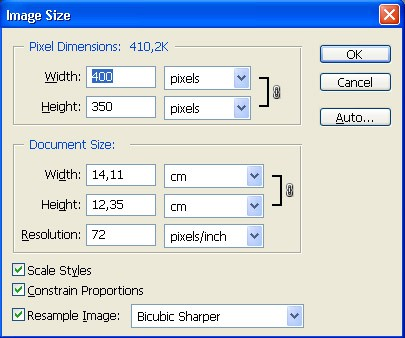 Image Size
Pixel Dimensions: 410,2K
OK
Width: 400 pixels
Cancel
Height: 350 pixels
Auto...
Document Size:
Width: 14,11 cm
Height: 12,35 cm
Resolution: 72 pixels/inch
Scale Styles
Constrain Proportions
Resample Image: Bicubic Sharper